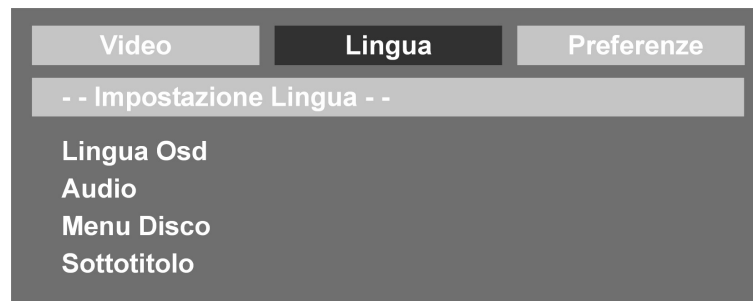 Video Lingua Preferenze
- - Impostazione Lingua - -
Lingua Osd
Audio
Menu Disco
Sottotitolo